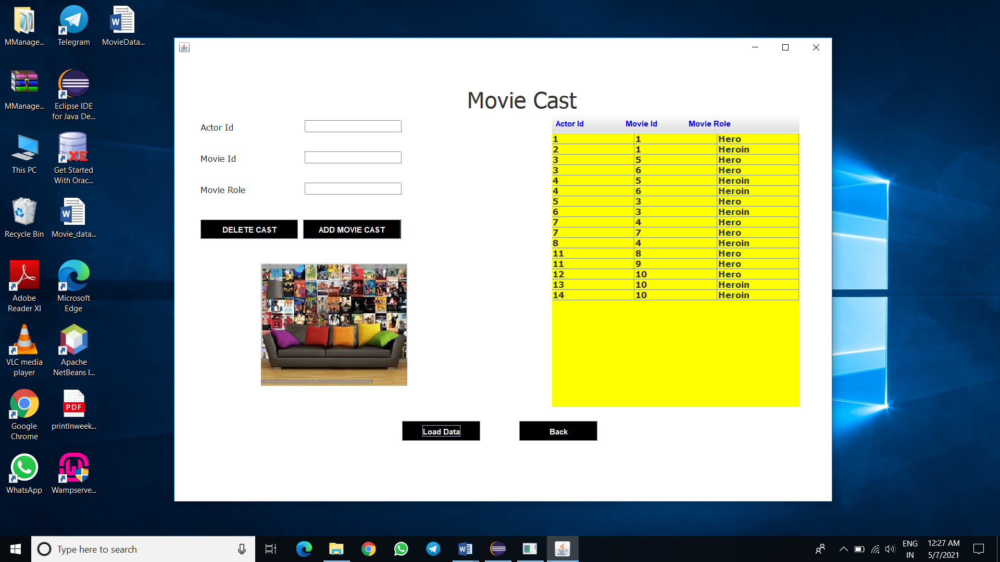 MManage...
Telegram
MovieData...
MManage...
Eclipse IDE
for Java De...
This PC
Get Started
With Orac...
XE
Recycle Bin
Movie_data...
Adobe
Reader XI
Microsoft
Edge
VLC media
player
Apache
NetBeans I...
Google
Chrome
PDF
printlnweek...
WhatsApp
Wampserve...
Movie Cast
Actor Id
Movie Id
Movie Role
DELETE CAST ADD MOVIE CAST
Actor Id Movie Id Movie Role
1 1 Hero
2 1 Heroin
3 5 Hero
3 6 Hero
4 5 Heroin
4 6 Heroin
5 3 Hero
6 3 Heroin
7 4 Hero
7 7 Hero
8 4 Heroin
11 8 Hero
11 9 Hero
12 10 Hero
13 10 Heroin
14 10 Heroin
Load Data Back
Type here to search
ENG
IN
12:27 AM
5/7/2021